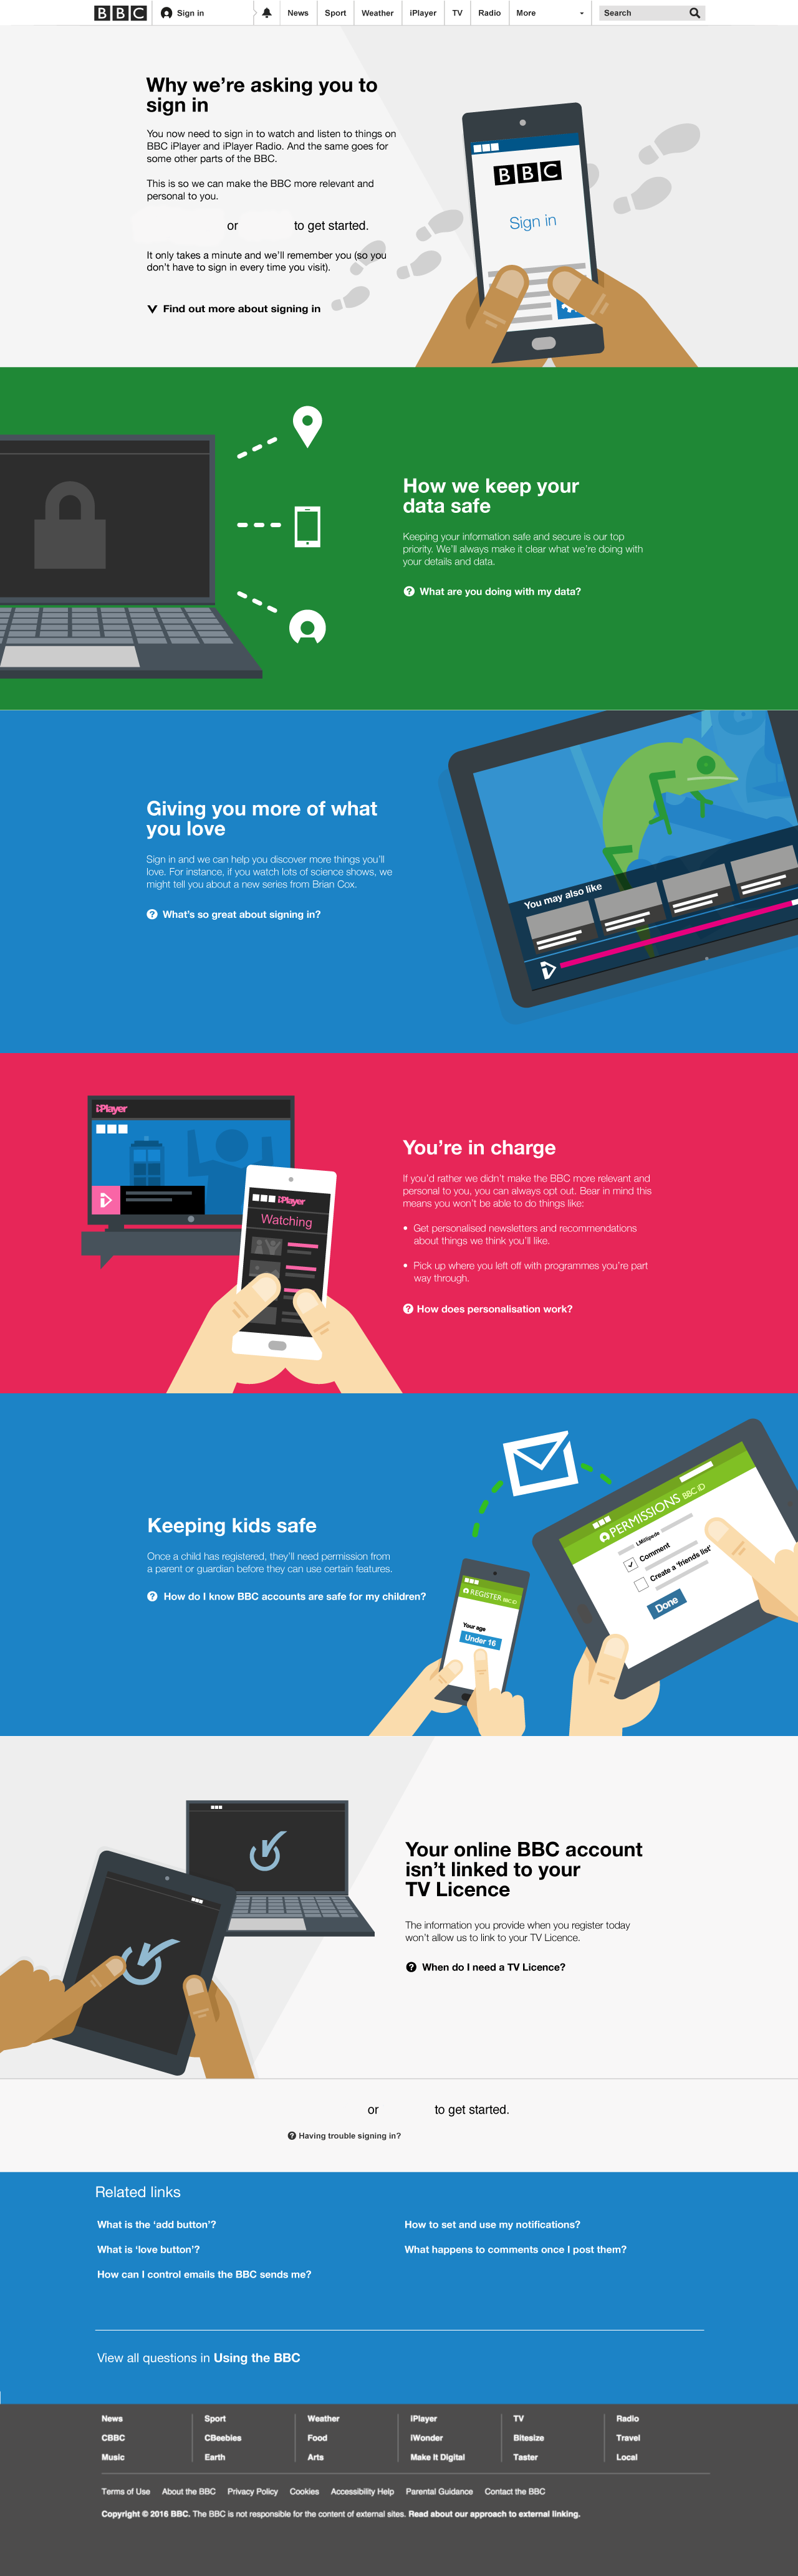 BBC Sign in News Sport Weather iPlayer TV Radio More Search
Why we're asking you to
sign in
You now need to sign in to watch and listen to things on
BBC iPlayer and iPlayer Radio. And the same goes for
some other parts of the BBC.
This is so we can make the BBC more relevant and
personal to you.
or to get started.
It only takes a minute and we'll remember you (so you
don't have to sign in every time you visit).
Find out more about signing in
BBC
Sign in
How we keep your
data safe
Keeping your information safe and secure is our top
priority. We'll always make it clear what we're doing with
your details and data.
What are you doing with my data?
Giving you more of what
you love
Sign in and we can help you discover more things you'll
love. For instance, if you watch lots of science shows, we
might tell you about a new series from Brian Cox.
What's so great about signing in?
You may also like
iPlayer
iPlayer
Watching
You're in charge
If you'd rather we didn't make the BBC more relevant and
personal to you, you can always opt out. Bear in mind this
means you won't be able to do things like:
• Get personalised newsletters and recommendations
about things we think you'll like.
• Pick up where you left off with programmes you're part
way through.
How does personalisation work?
Keeping kids safe
Once a child has registered, they'll need permission from
a parent or guardian before they can use certain features.
How do I know BBC accounts are safe for my children?
REGISTER BBC iD
Your age
Under 16
PERMISSIONS BBC iD
LMillipede
Comment
Create a 'friends list'
Done
Your online BBC account
isn't linked to your
TV Licence
The information you provide when you register today
won't allow us to link to your TV Licence.
When do I need a TV Licence?
or to get started.
Having trouble signing in?
Related links
What is the 'add button'? How to set and use my notifications?
What is 'love button'? What happens to comments once I post them?
How can I control emails the BBC sends me?
View all questions in Using the BBC
News Sport Weather iPlayer TV Radio
CBBC CBeebies Food iWonder Bitesize Travel
Music Earth Arts Make It Digital Taster Local
Terms of Use About the BBC Privacy Policy Cookies Accessibility Help Parental Guidance Contact the BBC
Copyright © 2016 BBC. The BBC is not responsible for the content of external sites. Read about our approach to external linking.